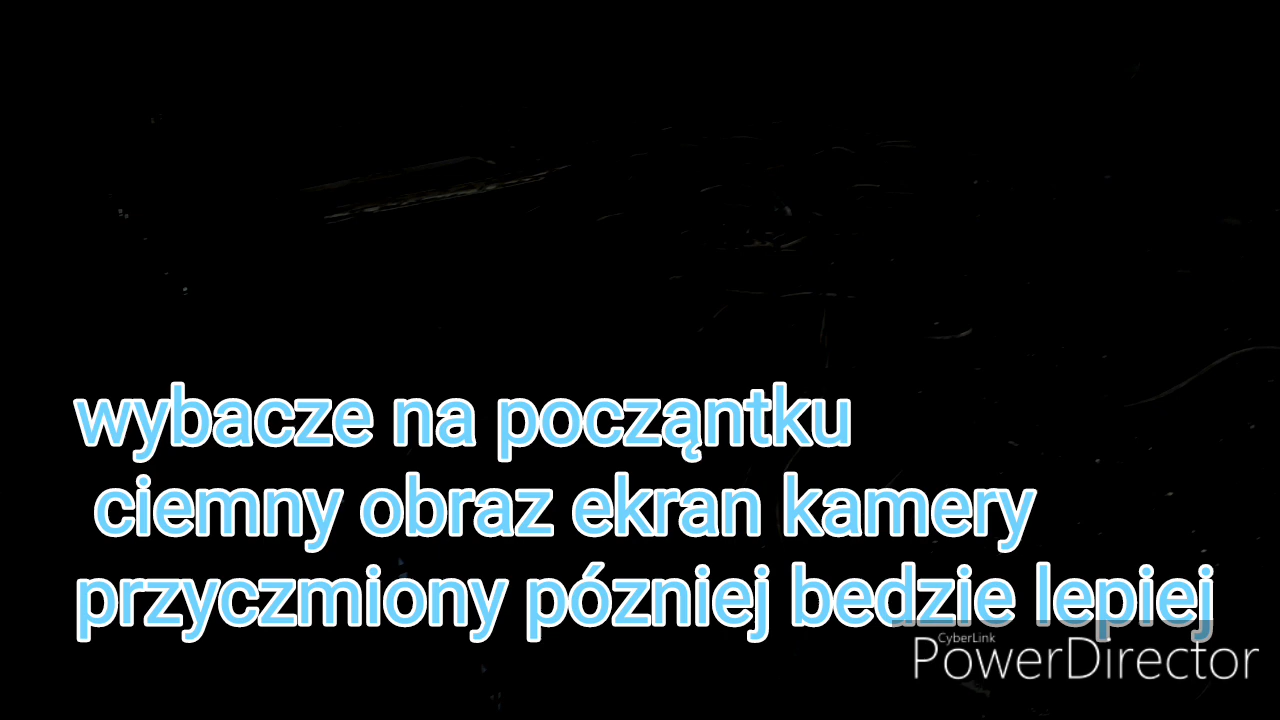 wybacze na począntku
ciemny obraz ekran kamery
przyczmiony pózniej bedzie lepiej
CyberLink
PowerDirector